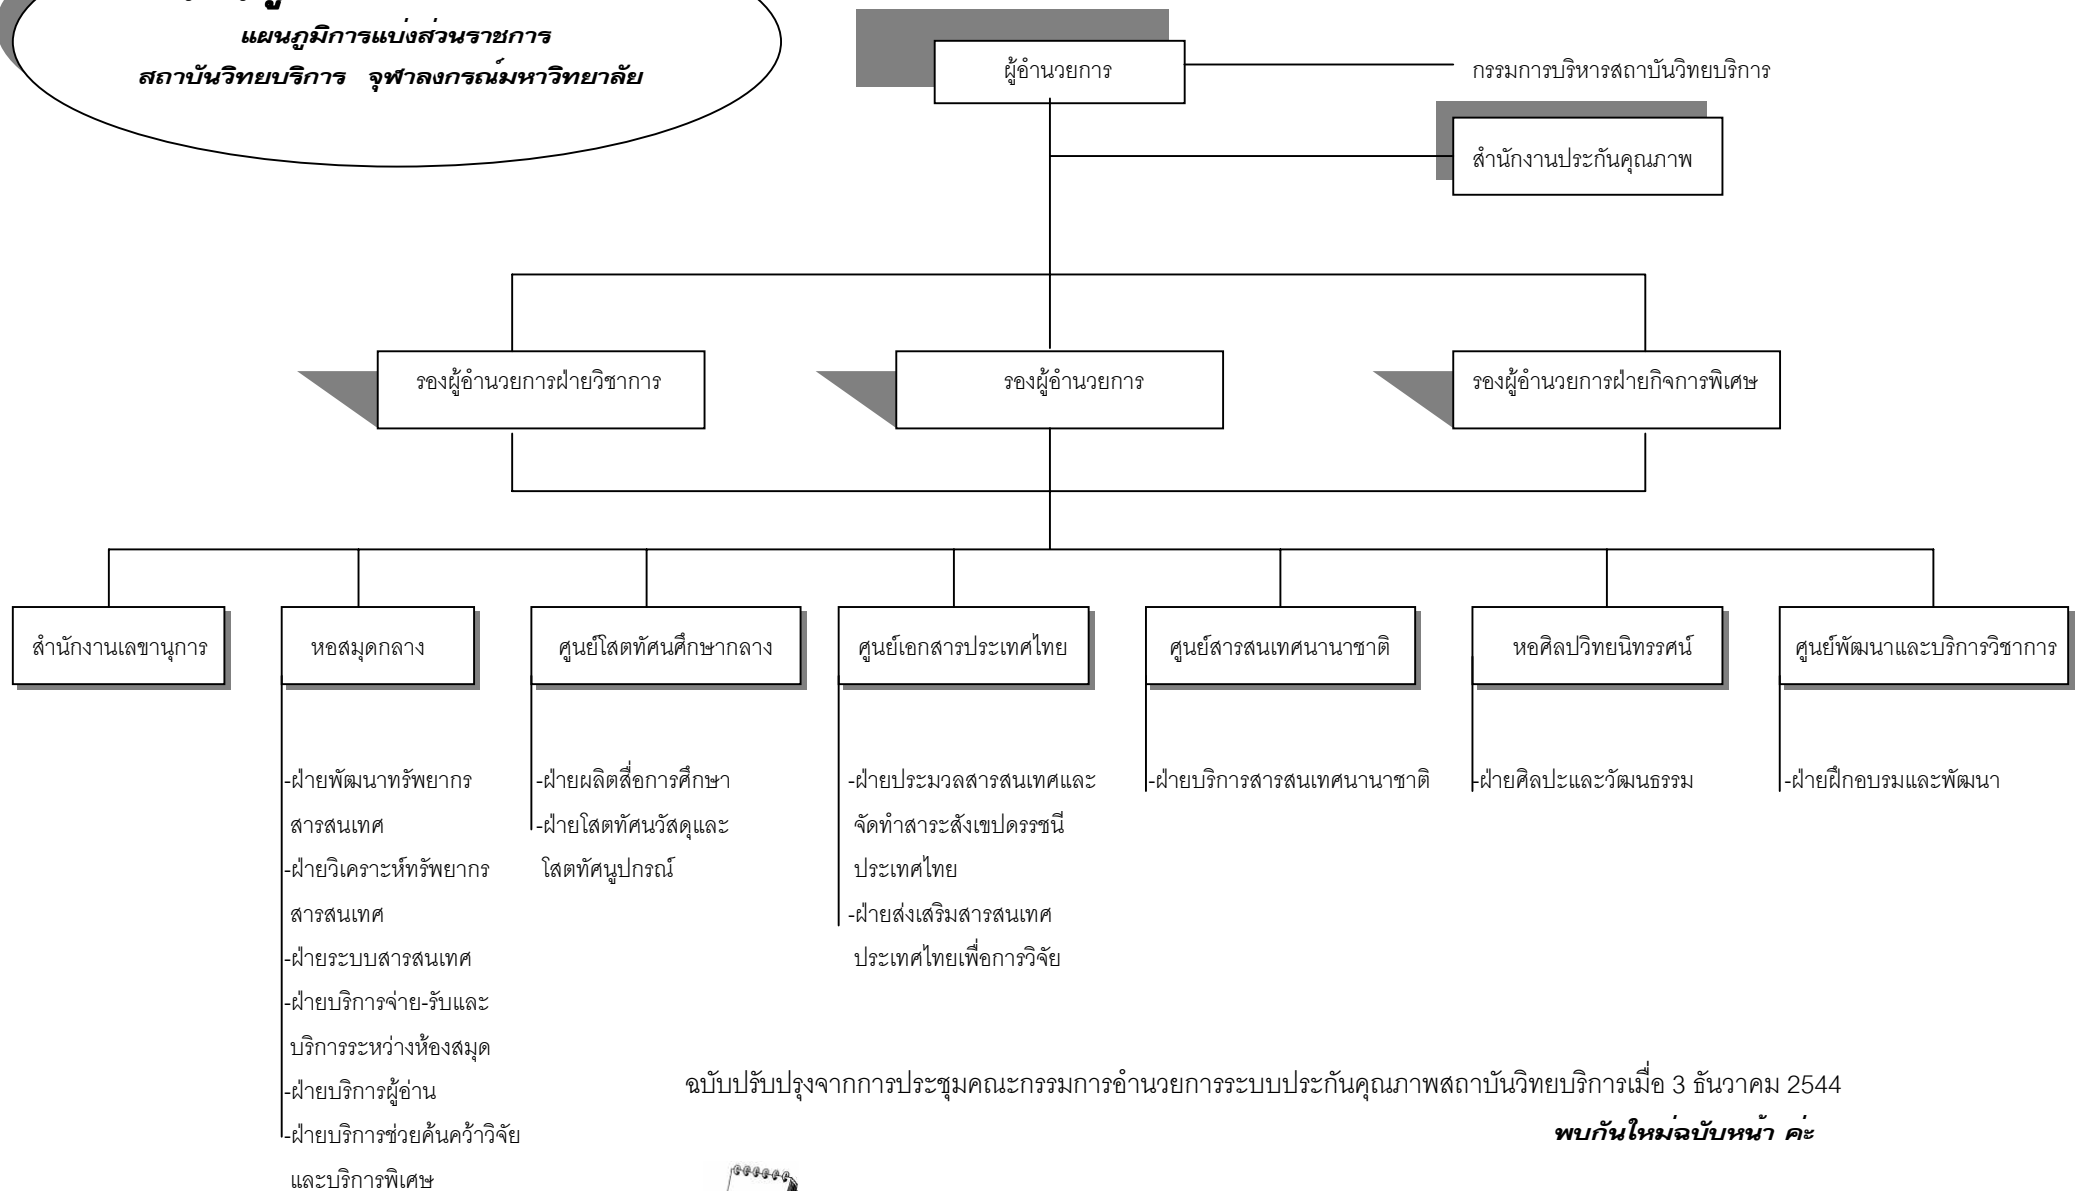 แผนภูมิการแบ่งส่วนราชการ
สถาบันวิทยบริการ จุฬาลงกรณ์มหาวิทยาลัย
ผู้อำนวยการ
กรรมการบริหารสถาบันวิทยบริการ
สำนักงานประกันคุณภาพ
รองผู้อำนวยการฝ่ายวิชาการ
รองผู้อำนวยการ
รองผู้อำนวยการฝ่ายกิจการพิเศษ
สำนักงานเลขานุการ
หอสมุดกลาง
ศูนย์โสตทัศนศึกษากลาง
ศูนย์เอกสารประเทศไทย
ศูนย์สารสนเทศนานาชาติ
หอศิลปวิทยนิทรรศน์
ศูนย์พัฒนาและบริการวิชาการ
-ฝ่ายพัฒนาทรัพยากร
สารสนเทศ
-ฝ่ายวิเคราะห์ทรัพยากร
สารสนเทศ
-ฝ่ายระบบสารสนเทศ
-ฝ่ายบริการจ่าย-รับและ
บริการระหว่างห้องสมุด
-ฝ่ายบริการผู้อ่าน
-ฝ่ายบริการช่วยค้นคว้าวิจัย
และบริการพิเศษ
-ฝ่ายผลิตสื่อการศึกษา
-ฝ่ายโสตทัศนวัสดุและ
โสตทัศนูปกรณ์
-ฝ่ายประมวลสารสนเทศและ
จัดทำสาระสังเขปดรรชนี
ประเทศไทย
-ฝ่ายส่งเสริมสารสนเทศ
ประเทศไทยเพื่อการวิจัย
-ฝ่ายบริการสารสนเทศนานาชาติ
-ฝ่ายศิลปะและวัฒนธรรม
-ฝ่ายฝึกอบรมและพัฒนา
ฉบับปรับปรุงจากการประชุมคณะกรรมการอำนวยการระบบประกันคุณภาพสถาบันวิทยบริการเมื่อ 3 ธันวาคม 2544
พบกันใหม่ฉบับหน้า ค่ะ